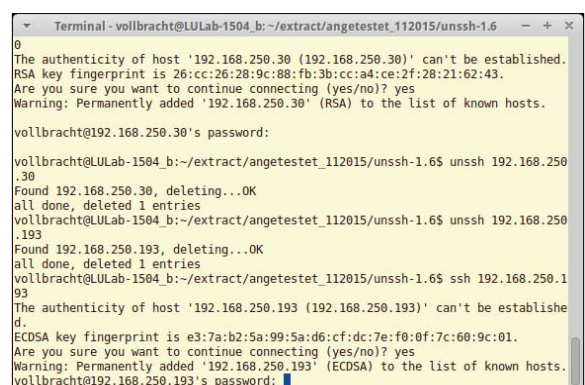 Terminal - vollbracht@LULab-1504_b: ~/extract/angetestet_112015/unssh-1.6 - + ×
0
The authenticity of host '192.168.250.30 (192.168.250.30)' can't be established.
RSA key fingerprint is 26:cc:26:28:9c:88:fb:3b:cc:a4:ce:2f:28:21:62:43.
Are you sure you want to continue connecting (yes/no)? yes
Warning: Permanently added '192.168.250.30' (RSA) to the list of known hosts.
vollbracht@192.168.250.30's password:
vollbracht@LULab-1504_b:~/extract/angetestet_112015/unssh-1.6$ unssh 192.168.250
.30
Found 192.168.250.30, deleting...OK
all done, deleted 1 entries
vollbracht@LULab-1504_b:~/extract/angetestet_112015/unssh-1.6$ unssh 192.168.250
.193
Found 192.168.250.193, deleting...OK
all done, deleted 1 entries
vollbracht@LULab-1504_b:~/extract/angetestet_112015/unssh-1.6$ ssh 192.168.250.1
93
The authenticity of host '192.168.250.193 (192.168.250.193)' can't be establishe
d.
ECDSA key fingerprint is e3:7a:b2:5a:99:5a:d6:cf:dc:7e:f0:0f:7c:60:9c:01.
Are you sure you want to continue connecting (yes/no)? yes
Warning: Permanently added '192.168.250.193' (ECDSA) to the list of known hosts.
vollbracht@192.168.250.193's password: